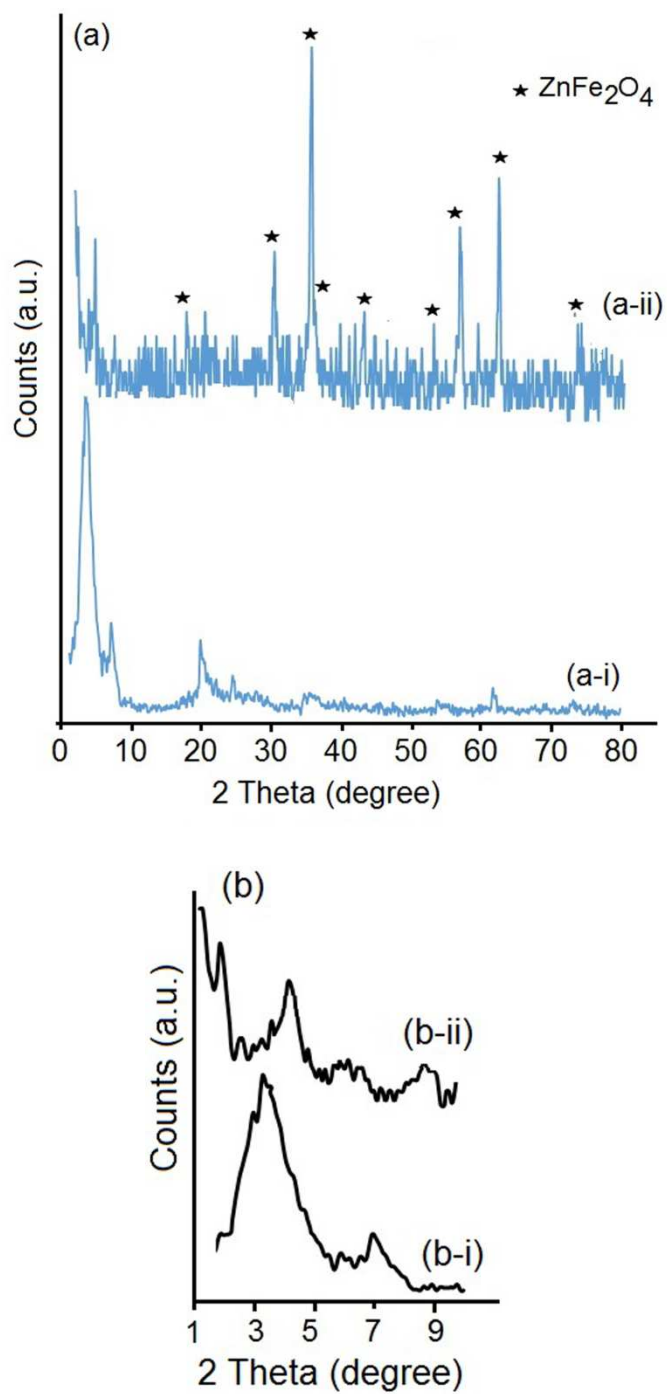 (a)
★ ZnFe2O4
(a-ii)
(a-i)
Counts (a.u.)
0 10 20 30 40 50 60 70 80
2 Theta (degree)
(b)
(b-ii)
(b-i)
Counts (a.u.)
1 3 5 7 9
2 Theta (degree)